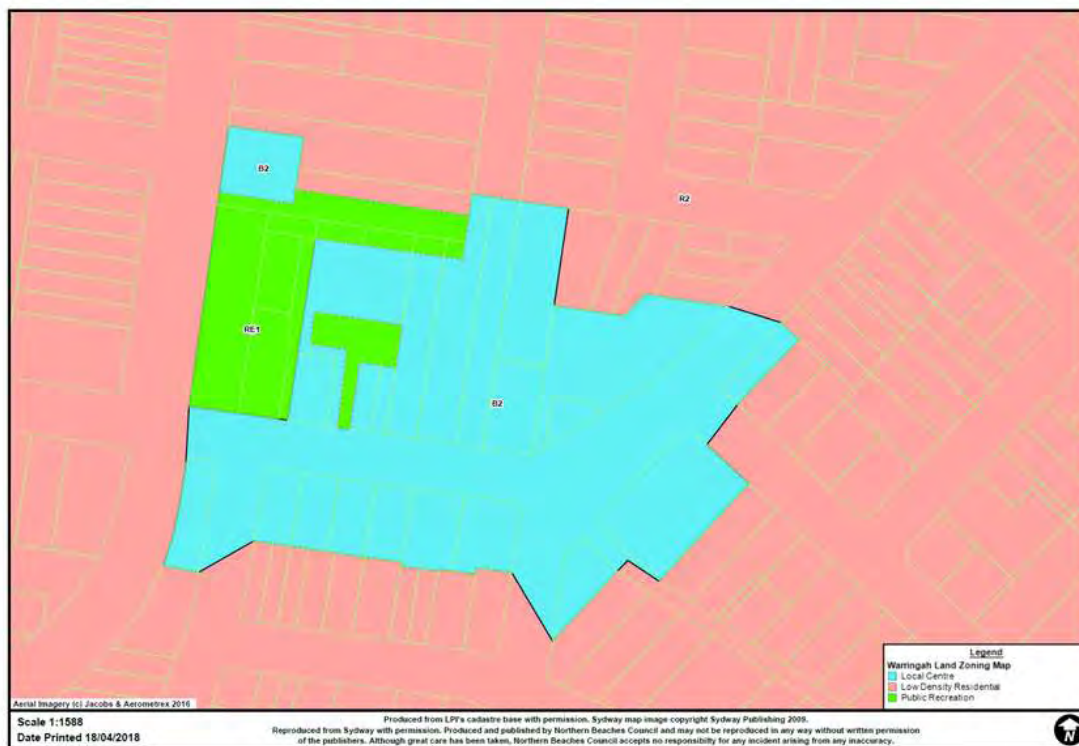 B2
R2
RE1
B2
Legend
Warringah Land Zoning Map
Local Centre
Low Density Residential
Public Recreation
Aerial Imagery (c) Jacobs & Aerometrex 2016
Scale 1:1588
Date Printed 18/04/2018
Produced from LPI's cadastre base with permission. Sydway map image copyright Sydway Publishing 2009.
Reproduced from Sydway with permission. Produced and published by Northern Beaches Council and may not be reproduced in any way without written permission
of the publishers. Although great care has been taken, Northern Beaches Council accepts no responsibility for any incident arising from any inaccuracy.
N